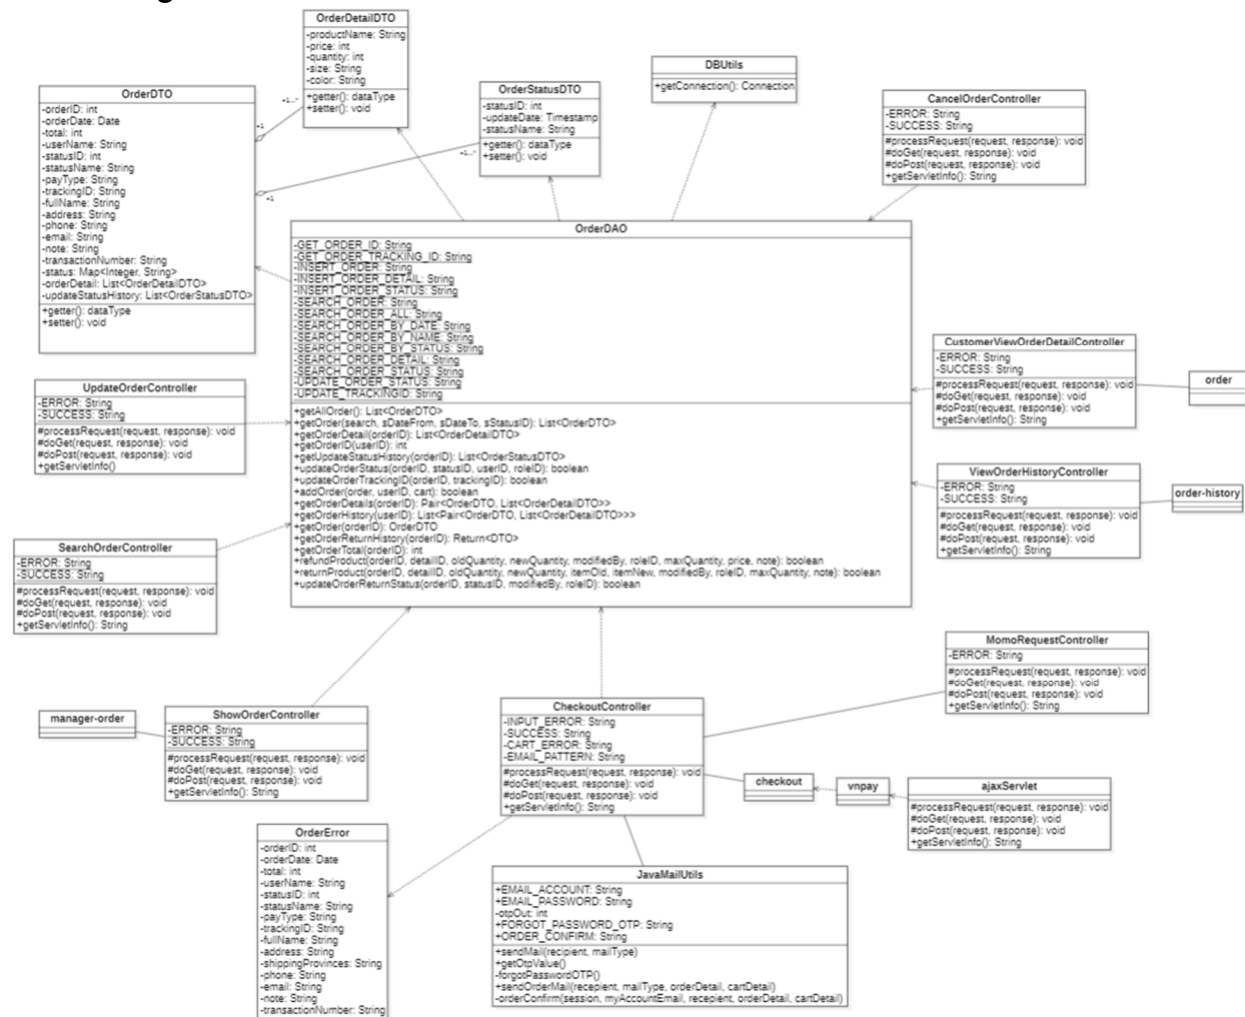 OrderDetailDTO
-productName: String
-price: int
-quantity: int
-size: String
-color: String
+getter(): dataType
+setter(): void
OrderDTO
-orderID: int
-orderDate: Date
-total: int
-userName: String
-statusID: int
-statusName: String
-payType: String
-trackingID: String
-fullName: String
-address: String
-phone: String
-email: String
-note: String
-transactionNumber: String
-status: Map<Integer, String>
-orderDetail: List<OrderDetailDTO>
-updateStatusHistory: List<OrderStatusDTO>
+getter(): dataType
+setter(): void
+1..*
+1
+1..*
+1
OrderStatusDTO
-statusID: int
-updateDate: Timestamp
-statusName: String
+getter(): dataType
+setter(): void
DBUtils
+getConnection(): Connection
CancelOrderController
-ERROR: String
-SUCCESS: String
#processRequest(request, response): void
#doGet(request, response): void
#doPost(request, response): void
+getServletInfo(): String
OrderDAO
-GET_ORDER_ID: String
-GET_ORDER_TRACKING_ID: String
-INSERT_ORDER: String
-INSERT_ORDER_DETAIL: String
-INSERT_ORDER_STATUS: String
-SEARCH_ORDER: String
-SEARCH_ORDER_ALL: String
-SEARCH_ORDER_BY_DATE: String
-SEARCH_ORDER_BY_NAME: String
-SEARCH_ORDER_BY_STATUS: String
-SEARCH_ORDER_DETAIL: String
-SEARCH_ORDER_STATUS: String
-UPDATE_ORDER_STATUS: String
-UPDATE_TRACKINGID: String
+getAllOrder(): List<OrderDTO>
+getOrder(search, sDateFrom, sDateTo, sStatusID): List<OrderDTO>
+getOrderDetail(orderID): List<OrderDetailDTO>
+getOrderID(userID): int
+getUpdateStatusHistory(orderID): List<OrderStatusDTO>
+updateOrderStatus(orderID, statusID, userID, roleID): boolean
+updateOrderTrackingID(orderID, trackingID): boolean
+addOrder(order, userID, cart): boolean
+getOrderDetails(orderID): Pair<OrderDTO, List<OrderDetailDTO>>
+getOrderHistory(userID): List<Pair<OrderDTO, List<OrderDetailDTO>>>
+getOrder(orderID): OrderDTO
+getOrderReturnHistory(orderID): Return<DTO>
+getOrderTotal(orderID): int
+refundProduct(orderID, detailID, oldQuantity, newQuantity, modifiedBy, roleID, maxQuantity, price, note): boolean
+returnProduct(orderID, detailID, oldQuantity, newQuantity, itemOld, itemNew, modifiedBy, roleID, maxQuantity, note): boolean
+updateOrderReturnStatus(orderID, statusID, modifiedBy, roleID): boolean
UpdateOrderController
-ERROR: String
-SUCCESS: String
#processRequest(request, response): void
#doGet(request, response): void
#doPost(request, response): void
+getServletInfo()
CustomerViewOrderDetailController
-ERROR: String
-SUCCESS: String
#processRequest(request, response): void
#doGet(request, response): void
#doPost(request, response): void
+getServletInfo(): String
order
ViewOrderHistoryController
-ERROR: String
-SUCCESS: String
#processRequest(request, response): void
#doGet(request, response): void
#doPost(request, response): void
+getServletInfo(): String
order-history
SearchOrderController
-ERROR: String
-SUCCESS: String
#processRequest(request, response): void
#doGet(request, response): void
#doPost(request, response): void
+getServletInfo(): String
MomoRequestController
-ERROR: String
#processRequest(request, response): void
#doGet(request, response): void
#doPost(request, response): void
+getServletInfo(): String
manager-order
ShowOrderController
-ERROR: String
-SUCCESS: String
#processRequest(request, response): void
#doGet(request, response): void
#doPost(request, response): void
+getServletInfo(): String
CheckoutController
-INPUT_ERROR: String
-SUCCESS: String
-CART_ERROR: String
-EMAIL_PATTERN: String
#processRequest(request, response): void
#doGet(request, response): void
#doPost(request, response): void
+getServletInfo(): String
checkout
vnpay
ajaxServlet
#processRequest(request, response): void
#doGet(request, response): void
#doPost(request, response): void
+getServletInfo(): String
OrderError
-orderID: int
-orderDate: Date
-total: int
-userName: String
-statusID: int
-statusName: String
-payType: String
-trackingID: String
-fullName: String
-address: String
-shippingProvinces: String
-phone: String
-email: String
-note: String
-transactionNumber: String
JavaMailUtils
+EMAIL_ACCOUNT: String
+EMAIL_PASSWORD: String
-otpOut: int
+FORGOT_PASSWORD_OTP: String
+ORDER_CONFIRM: String
+sendMail(recipient, mailType)
+getOtpValue()
-forgotPasswordOTP()
+sendOrderMail(recepient, mailType, orderDetail, cartDetail)
-orderConfirm(session, myAccountEmail, recepient, orderDetail, cartDetail)